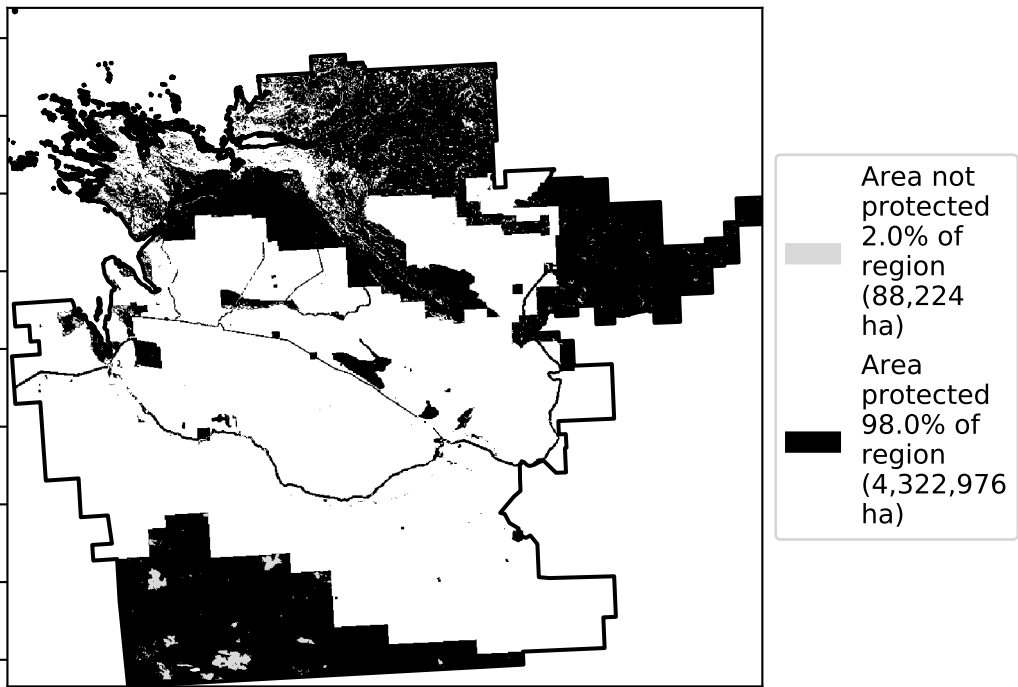 Area not
protected
2.0% of
region
(88,224
ha)
Area
protected
98.0% of
region
(4,322,976
ha)